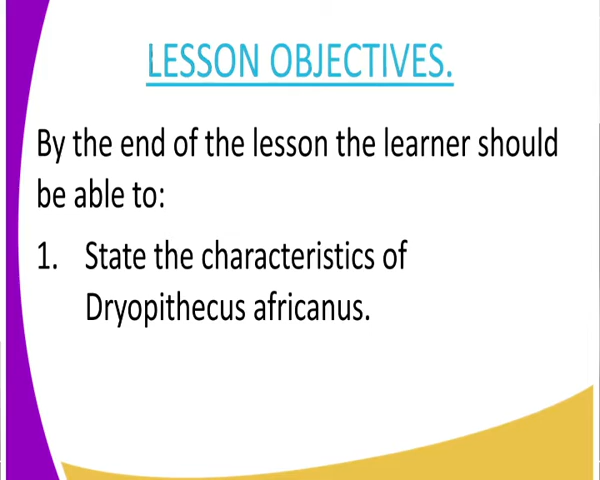 LESSON OBJECTIVES.
By the end of the lesson the learner should
be able to:
1. State the characteristics of
Dryopithecus africanus.